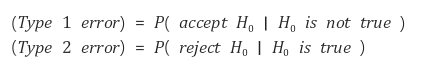 (Type 1 error) = P( accept H₀ | H₀ is not true )
(Type 2 error) = P( reject H₀ | H₀ is true )